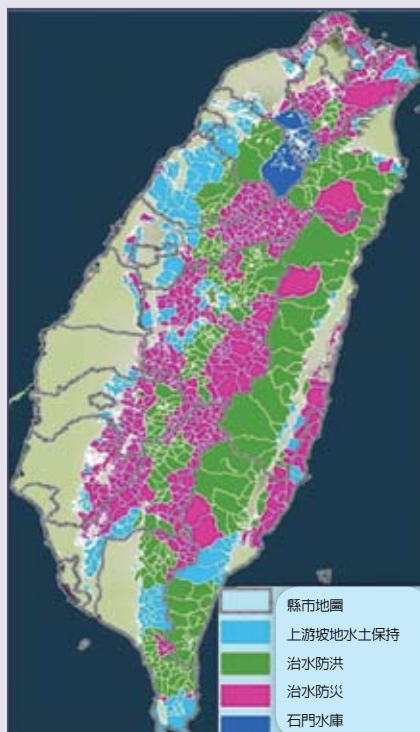 縣市地圖
上游坡地水土保持
治水防洪
治水防災
石門水庫